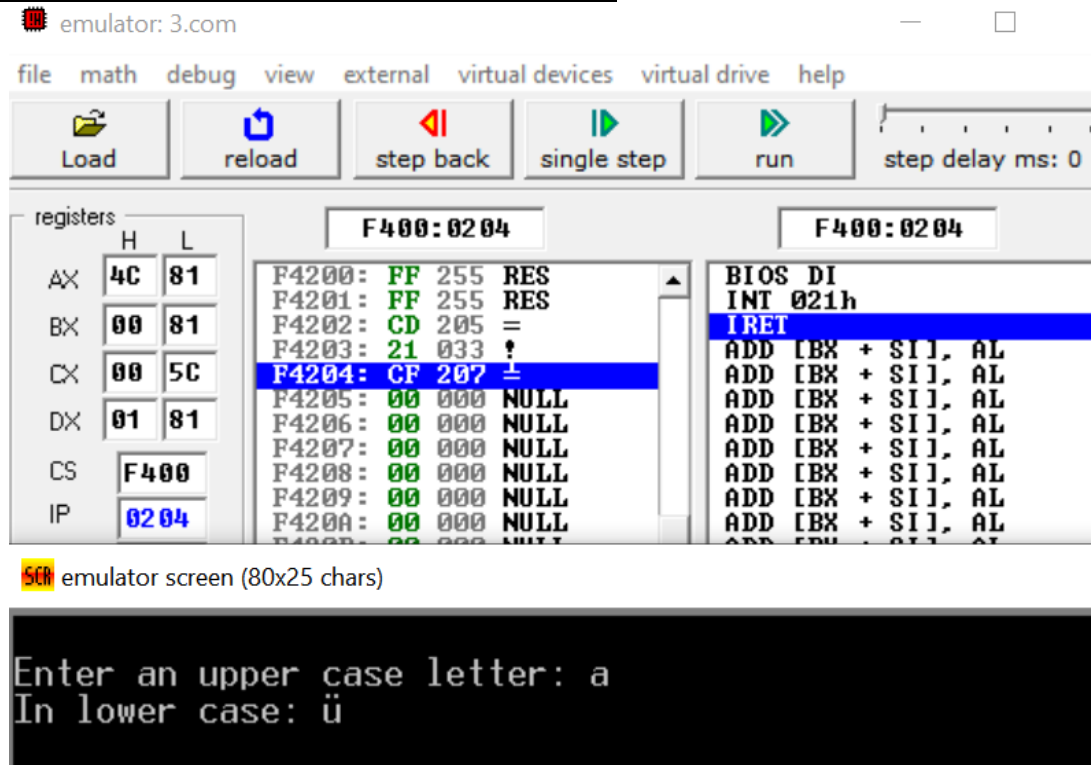 emulator: 3.com
file math debug view external virtual devices virtual drive help
Load reload step back single step run step delay ms: 0
registers
H L
F400:0204 F400:0204
AX 4C 81
BX 00 81
CX 00 5C
DX 01 81
CS F400
IP 0204
F4200: FF 255 RES
F4201: FF 255 RES
F4202: CD 205 =
F4203: 21 033 !
F4204: CF 207 ╧
F4205: 00 000 NULL
F4206: 00 000 NULL
F4207: 00 000 NULL
F4208: 00 000 NULL
F4209: 00 000 NULL
F420A: 00 000 NULL
BIOS DI
INT 021h
IRET
ADD [BX + SI], AL
ADD [BX + SI], AL
ADD [BX + SI], AL
ADD [BX + SI], AL
ADD [BX + SI], AL
ADD [BX + SI], AL
ADD [BX + SI], AL
ADD [BX + SI], AL
SCR emulator screen (80x25 chars)
Enter an upper case letter: a
In lower case: ü